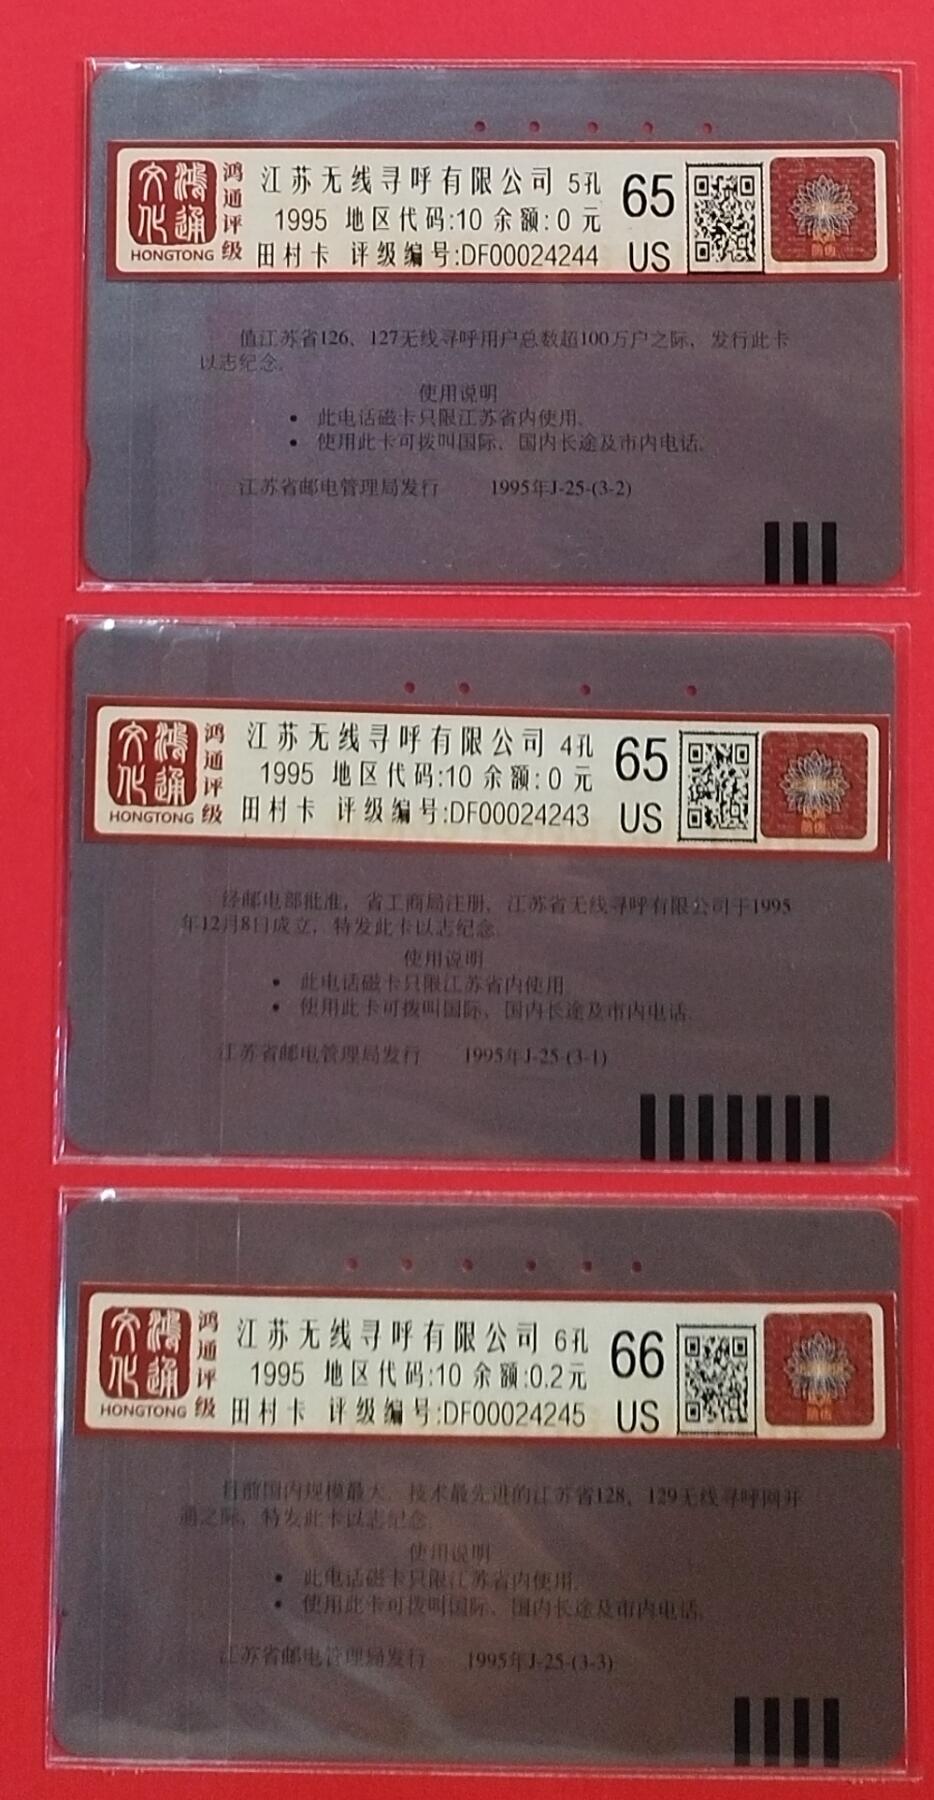 鸿通文化
HONGTONG
鸿通评级
江苏无线寻呼有限公司 5孔
1995 地区代码:10 余额:0 元
田村卡 评级编号:DF00024244
65
US
值江苏省126、127无线寻呼用户总数超100万户之际，发行此卡
以志纪念。
使用说明
• 此电话磁卡只限江苏省内使用。
• 使用此卡可拨叫国际、国内长途及市内电话。
江苏省邮电管理局发行 1995年J-25-(3-2)
鸿通文化
HONGTONG
鸿通评级
江苏无线寻呼有限公司 4孔
1995 地区代码:10 余额:0 元
田村卡 评级编号:DF00024243
65
US
经邮电部批准，省工商局注册，江苏省无线寻呼有限公司于1995
年12月8日成立，特发此卡以志纪念。
使用说明
• 此电话磁卡只限江苏省内使用。
• 使用此卡可拨叫国际、国内长途及市内电话。
江苏省邮电管理局发行 1995年J-25-(3-1)
鸿通文化
HONGTONG
鸿通评级
江苏无线寻呼有限公司 6孔
1995 地区代码:10 余额:0.2元
田村卡 评级编号:DF00024245
66
US
目前国内规模最大、技术最先进的江苏省128、129无线寻呼网开
通之际，特发此卡以志纪念。
使用说明
• 此电话磁卡只限江苏省内使用。
• 使用此卡可拨叫国际、国内长途及市内电话。
江苏省邮电管理局发行 1995年J-25-(3-3)